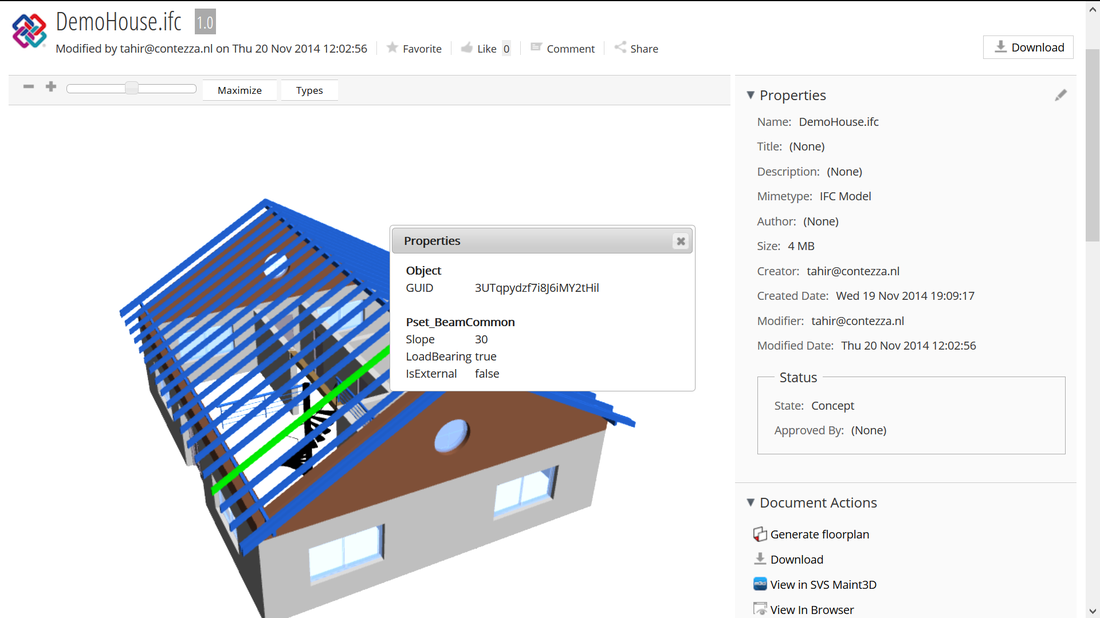 DemoHouse.ifc 1.0
Modified by tahir@contezza.nl on Thu 20 Nov 2014 12:02:56 Favorite Like 0 Comment Share
Download
Maximize Types
Properties
Object
GUID 3UTqpydzf7i8J6iMY2tHil
Pset_BeamCommon
Slope 30
LoadBearing true
IsExternal false
Properties
Name: DemoHouse.ifc
Title: (None)
Description: (None)
Mimetype: IFC Model
Author: (None)
Size: 4 MB
Creator: tahir@contezza.nl
Created Date: Wed 19 Nov 2014 19:09:17
Modifier: tahir@contezza.nl
Modified Date: Thu 20 Nov 2014 12:02:56
Status
State: Concept
Approved By: (None)
Document Actions
Generate floorplan
Download
View in SVS Maint3D
View In Browser